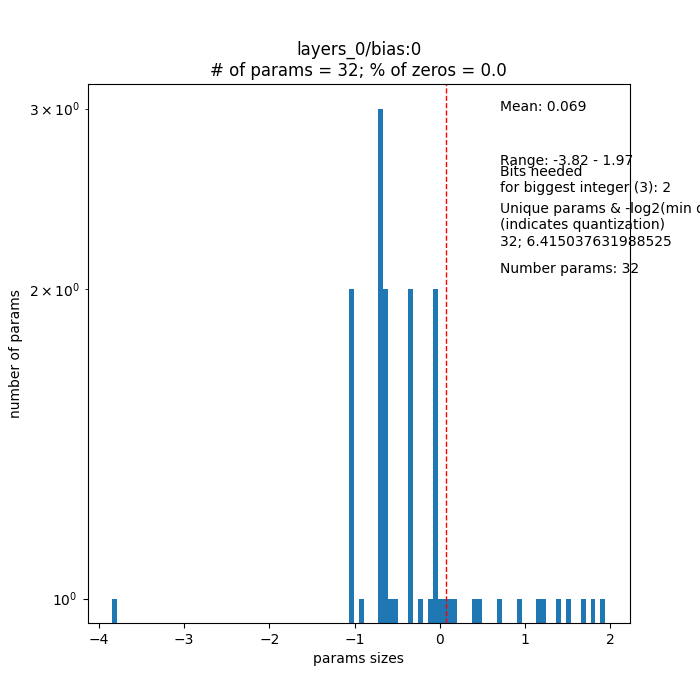 layers_0/bias:0
# of params = 32; % of zeros = 0.0
3 × 10⁰
2 × 10⁰
10⁰
number of params
Mean: 0.069
Range: -3.82 - 1.97
Bits needed
for biggest integer (3): 2
Unique params & -log2(min
(indicates quantization)
32; 6.415037631988525
Number params: 32
−4 −3 −2 −1 0 1 2
params sizes